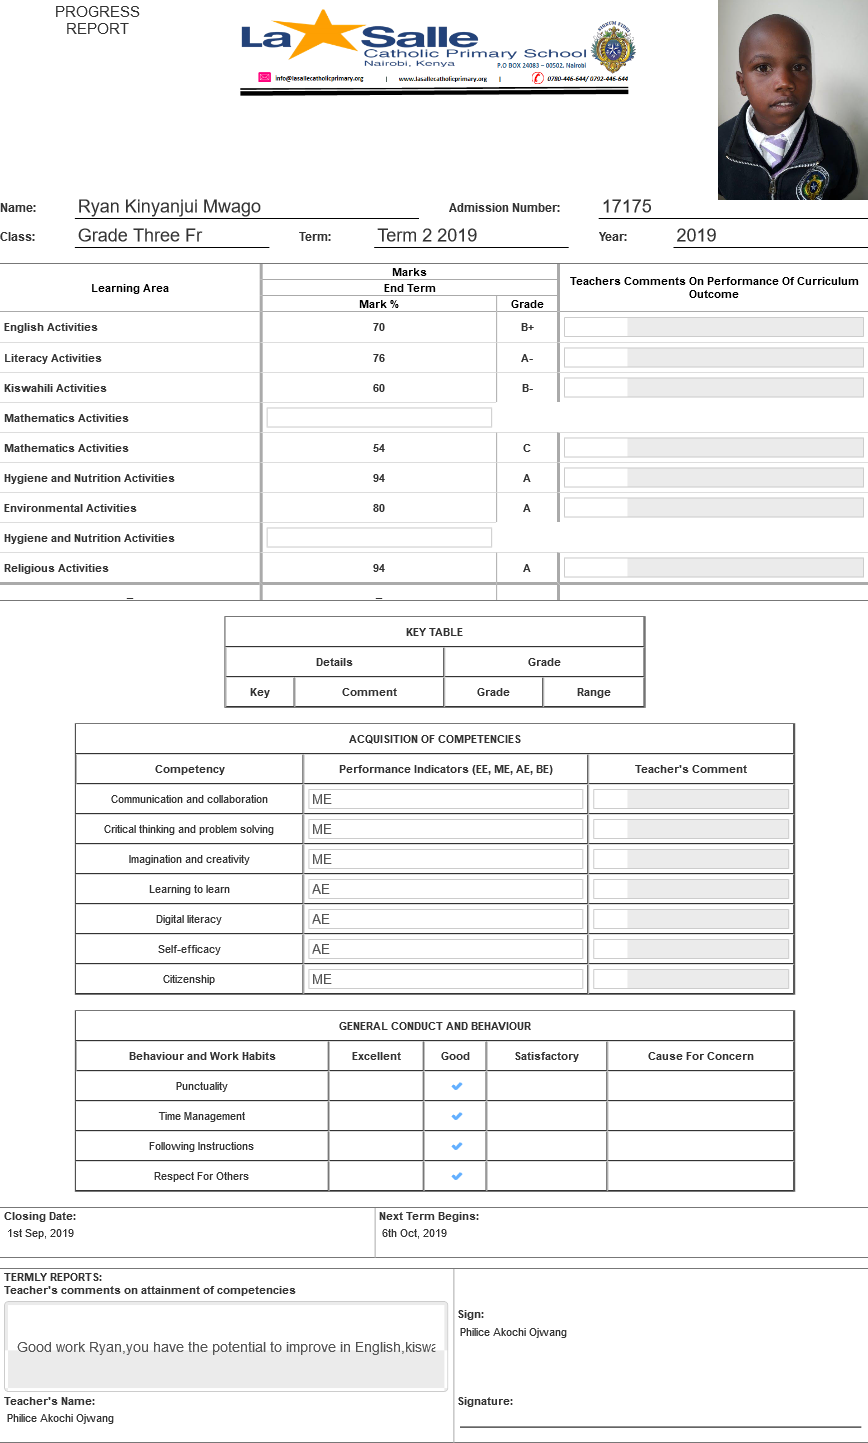 PROGRESS
REPORT
La Salle
Catholic Primary School
Nairobi, Kenya
P.O BOX 24083 – 00502, Nairobi
info@lasallecatholicprimary.org | www.lasallecatholicprimary.org | 0780-446-644/ 0792-446-644
Name: Ryan Kinyanjui Mwago Admission Number: 17175
Class: Grade Three Fr Term: Term 2 2019 Year: 2019
Learning Area Marks Teachers Comments On Performance Of Curriculum Outcome
End Term
Mark % Grade
English Activities 70 B+
Literacy Activities 76 A-
Kiswahili Activities 60 B-
Mathematics Activities
Mathematics Activities 54 C
Hygiene and Nutrition Activities 94 A
Environmental Activities 80 A
Hygiene and Nutrition Activities
Religious Activities 94 A
_ _
KEY TABLE
Details Grade
Key Comment Grade Range
ACQUISITION OF COMPETENCIES
Competency Performance Indicators (EE, ME, AE, BE) Teacher's Comment
Communication and collaboration ME
Critical thinking and problem solving ME
Imagination and creativity ME
Learning to learn AE
Digital literacy AE
Self-efficacy AE
Citizenship ME
GENERAL CONDUCT AND BEHAVIOUR
Behaviour and Work Habits Excellent Good Satisfactory Cause For Concern
Punctuality
Time Management
Following Instructions
Respect For Others
Closing Date: Next Term Begins:
1st Sep, 2019 6th Oct, 2019
TERMLY REPORTS:
Teacher's comments on attainment of competencies
Good work Ryan,you have the potential to improve in English,kiswa
Sign:
Philice Akochi Ojwang
Teacher's Name: Signature:
Philice Akochi Ojwang